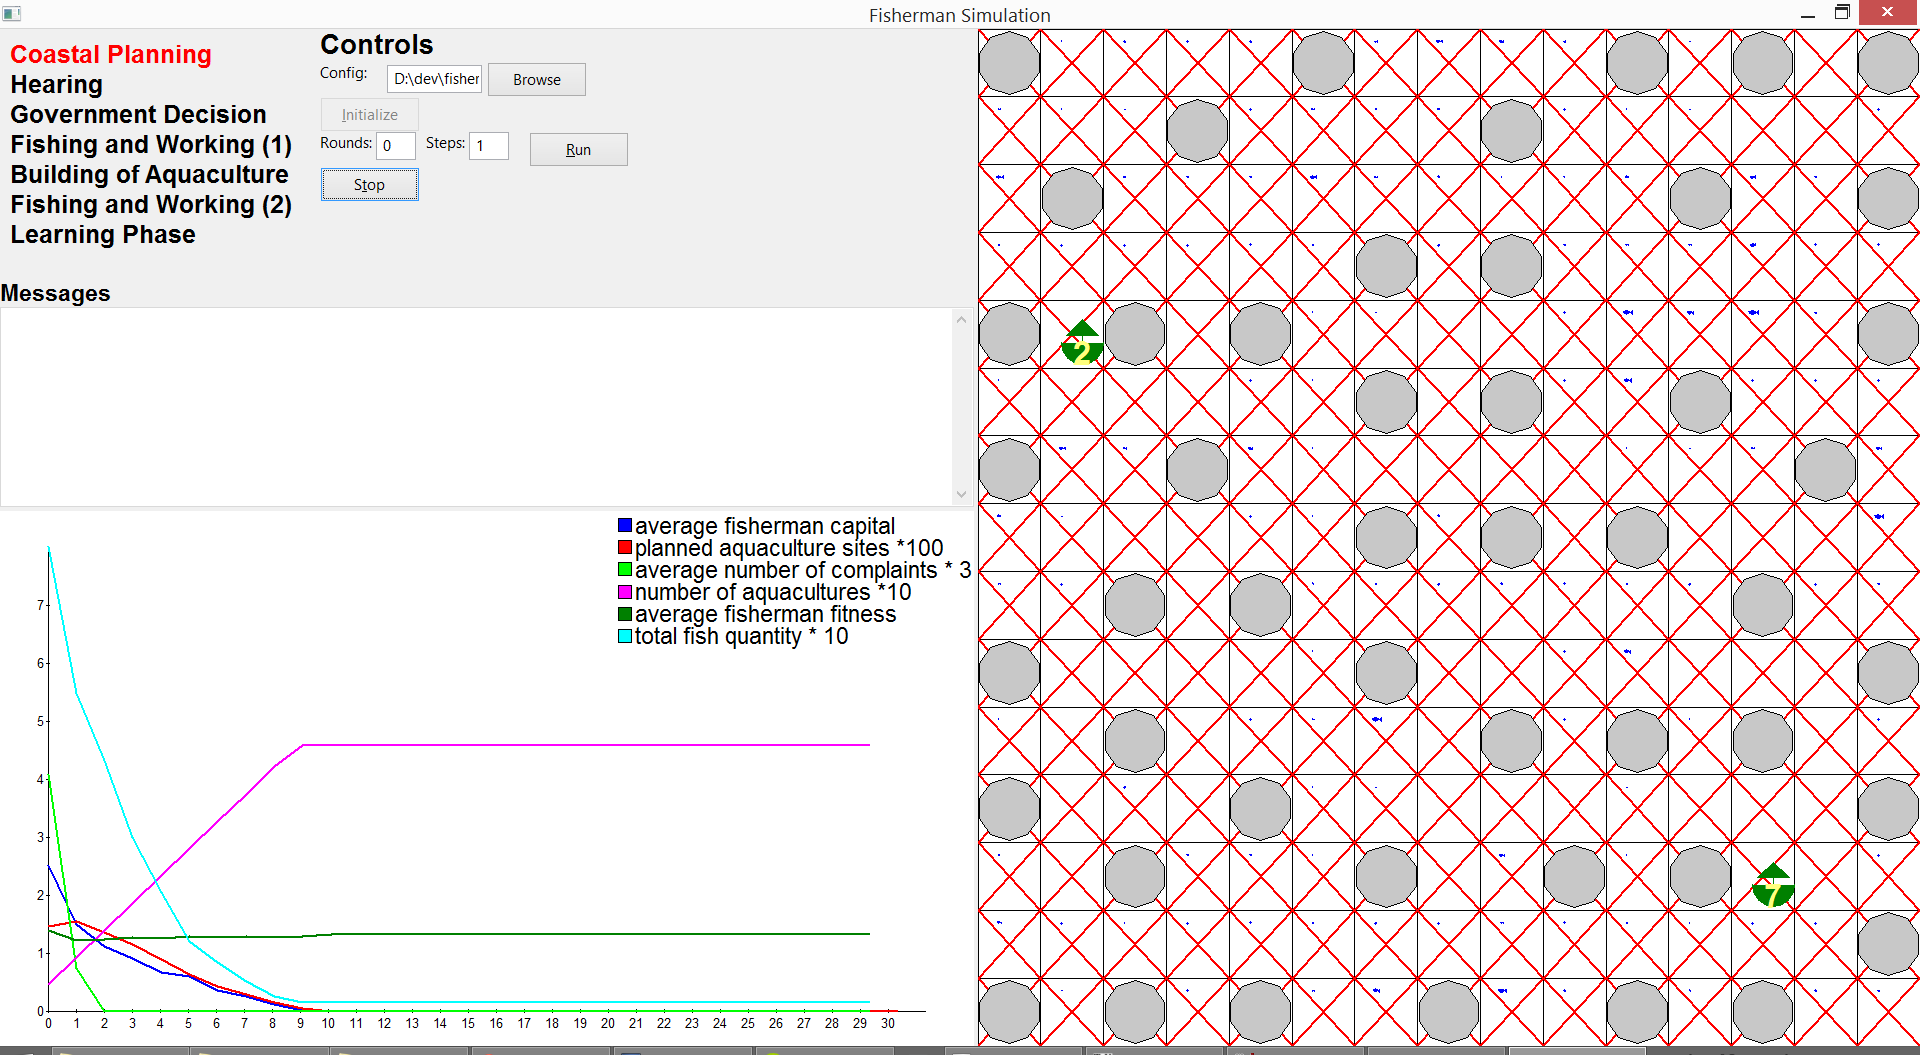 Fisherman Simulation
Coastal Planning
Hearing
Government Decision
Fishing and Working (1)
Building of Aquaculture
Fishing and Working (2)
Learning Phase
Controls
Config: D:\dev\fisher Browse
Initialize
Rounds: 0 Steps: 1 Run
Stop
Messages
average fisherman capital
planned aquaculture sites *100
average number of complaints * 3
number of aquacultures *10
average fisherman fitness
total fish quantity * 10
7
6
5
4
3
2
1
0
0 1 2 3 4 5 6 7 8 9 10 11 12 13 14 15 16 17 18 19 20 21 22 23 24 25 26 27 28 29 30
2
7